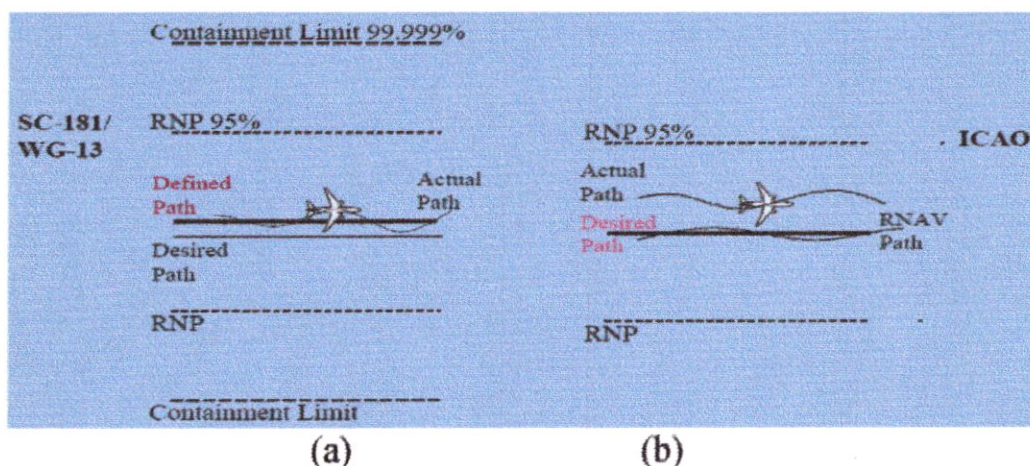 Containment Limit 99.999%
SC-181/
WG-13
RNP 95%
Defined
Path
Actual
Path
Desired
Path
RNP
Containment Limit
(a)
RNP 95%
. ICAO
Actual
Path
Desired
Path
RNAV
Path
RNP
(b)